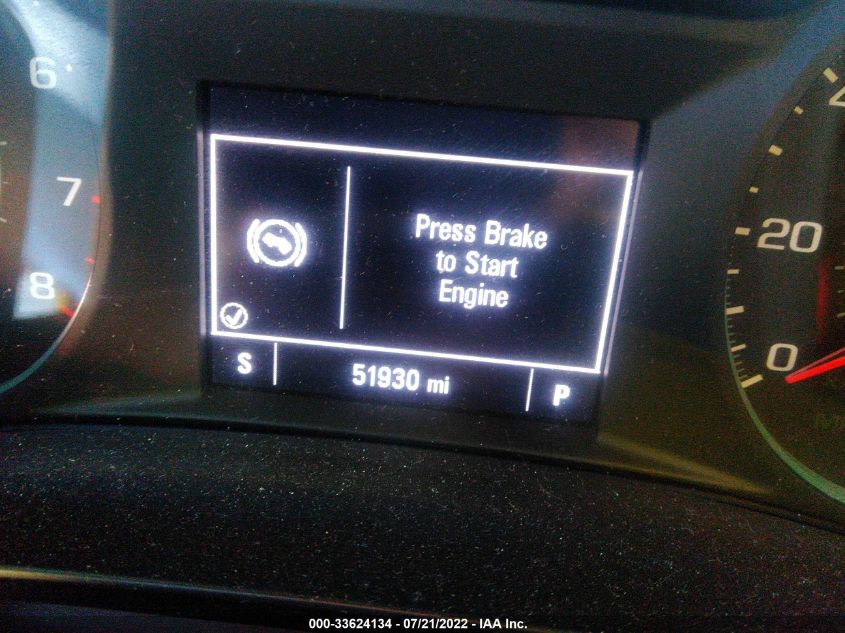 6
7
8
Press Brake
to Start
Engine
S
51930 mi
P
20
0
000-33624134 - 07/21/2022 - IAA Inc.